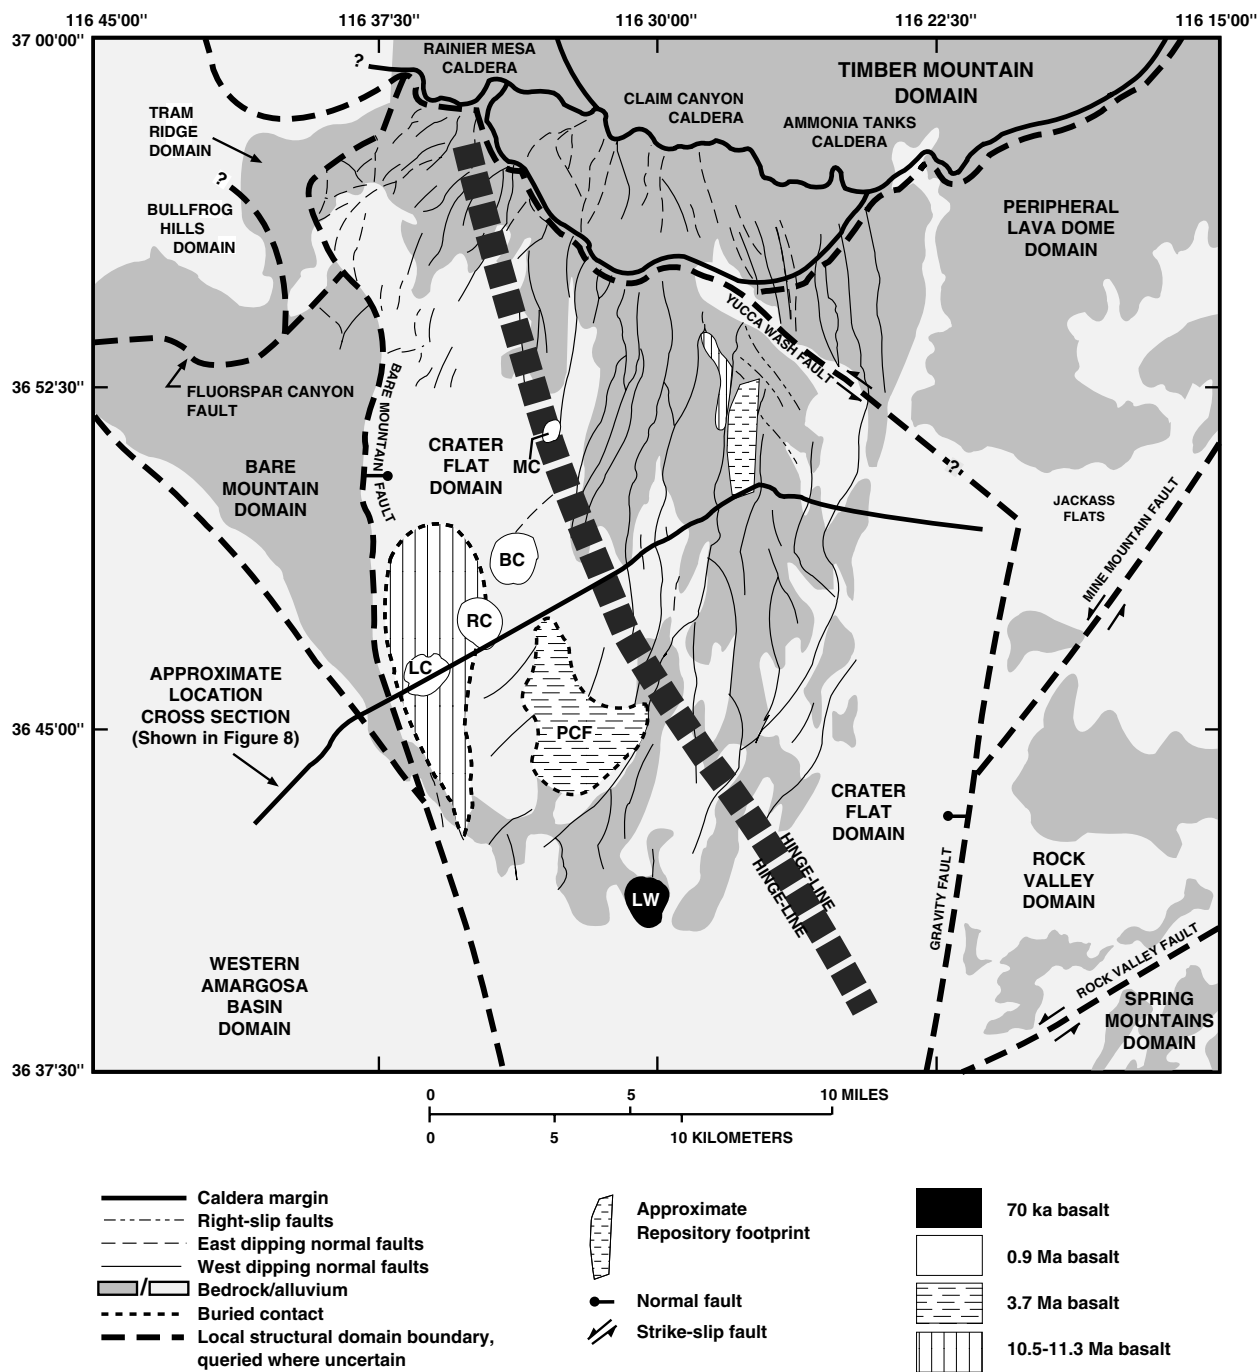 116 45'00''
116 37'30''
116 30'00''
116 22'30''
116 15'00''
37 00'00''
36 52'30''
36 45'00''
36 37'30''
?
RAINIER MESA
CALDERA
TIMBER MOUNTAIN
DOMAIN
CLAIM CANYON
CALDERA
AMMONIA TANKS
CALDERA
TRAM
RIDGE
DOMAIN
?
BULLFROG
HILLS
DOMAIN
PERIPHERAL
LAVA DOME
DOMAIN
YUCCA WASH FAULT
FLUORSPAR CANYON
FAULT
BARE MOUNTAIN FAULT
CRATER
FLAT
DOMAIN
MC
BARE
MOUNTAIN
DOMAIN
?
JACKASS
FLATS
MINE MOUNTAIN FAULT
BC
RC
LC
APPROXIMATE
LOCATION
CROSS SECTION
(Shown in Figure 8)
PCF
CRATER
FLAT
DOMAIN
HINGE-LINE
HINGE-LINE
LW
GRAVITY FAULT
ROCK
VALLEY
DOMAIN
ROCK VALLEY FAULT
WESTERN
AMARGOSA
BASIN
DOMAIN
SPRING
MOUNTAINS
DOMAIN
0 5 10 MILES
0 5 10 KILOMETERS
Caldera margin
Right-slip faults
East dipping normal faults
West dipping normal faults
/ Bedrock/alluvium
Buried contact
Local structural domain boundary,
queried where uncertain
Approximate
Repository footprint
Normal fault
Strike-slip fault
70 ka basalt
0.9 Ma basalt
3.7 Ma basalt
10.5-11.3 Ma basalt